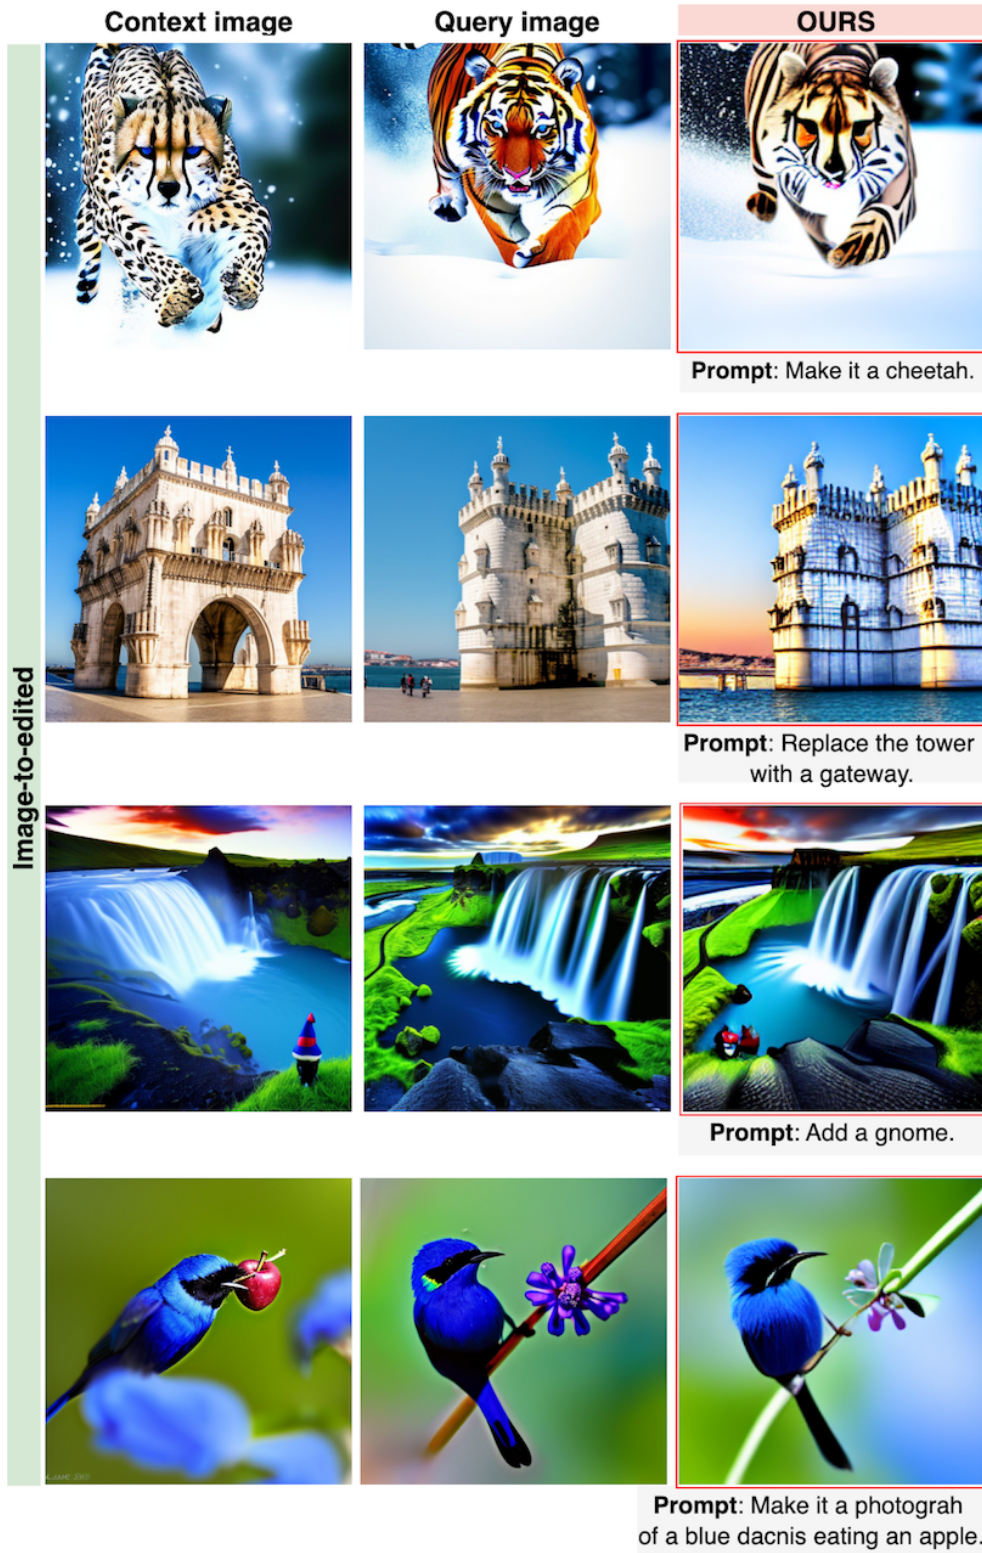 Context image
Query image
OURS
Image-to-edited
Prompt: Make it a cheetah.
Prompt: Replace the tower
with a gateway.
Prompt: Add a gnome.
Prompt: Make it a photograh
of a blue dacnis eating an apple.